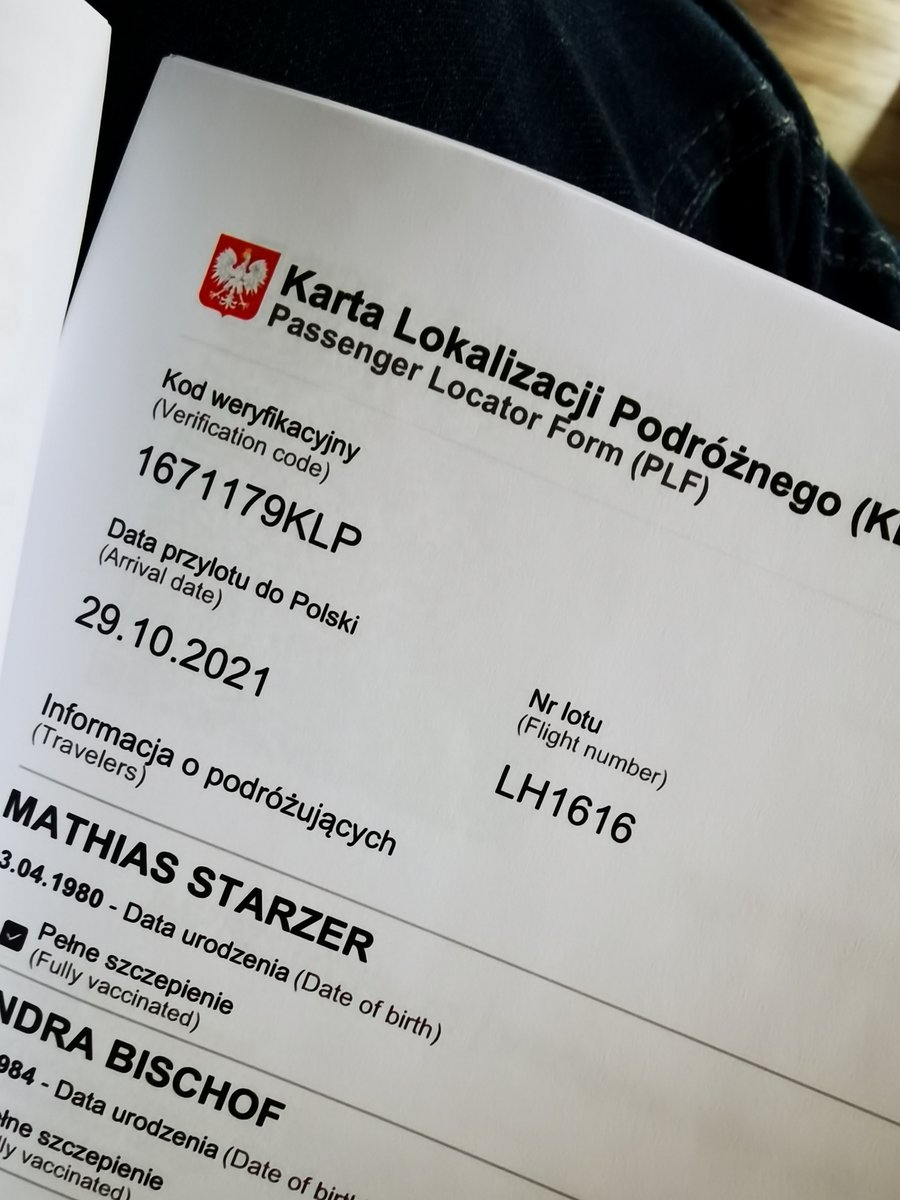 Karta Lokalizacji Podróżnego
Passenger Locator Form (PLF)
Kod weryfikacyjny
(Verification code)
1671179KLP
Data przylotu do Polski
(Arrival date)
29.10.2021
Nr lotu
(Flight number)
LH1616
Informacja o podróżujących
(Travelers)
MATHIAS STARZER
3.04.1980 - Data urodzenia (Date of birth)
Pełne szczepienie
(Fully vaccinated)
NDRA BISCHOF
984 - Data urodzenia (Date of birth
łne szczepienie
lly vaccinated)